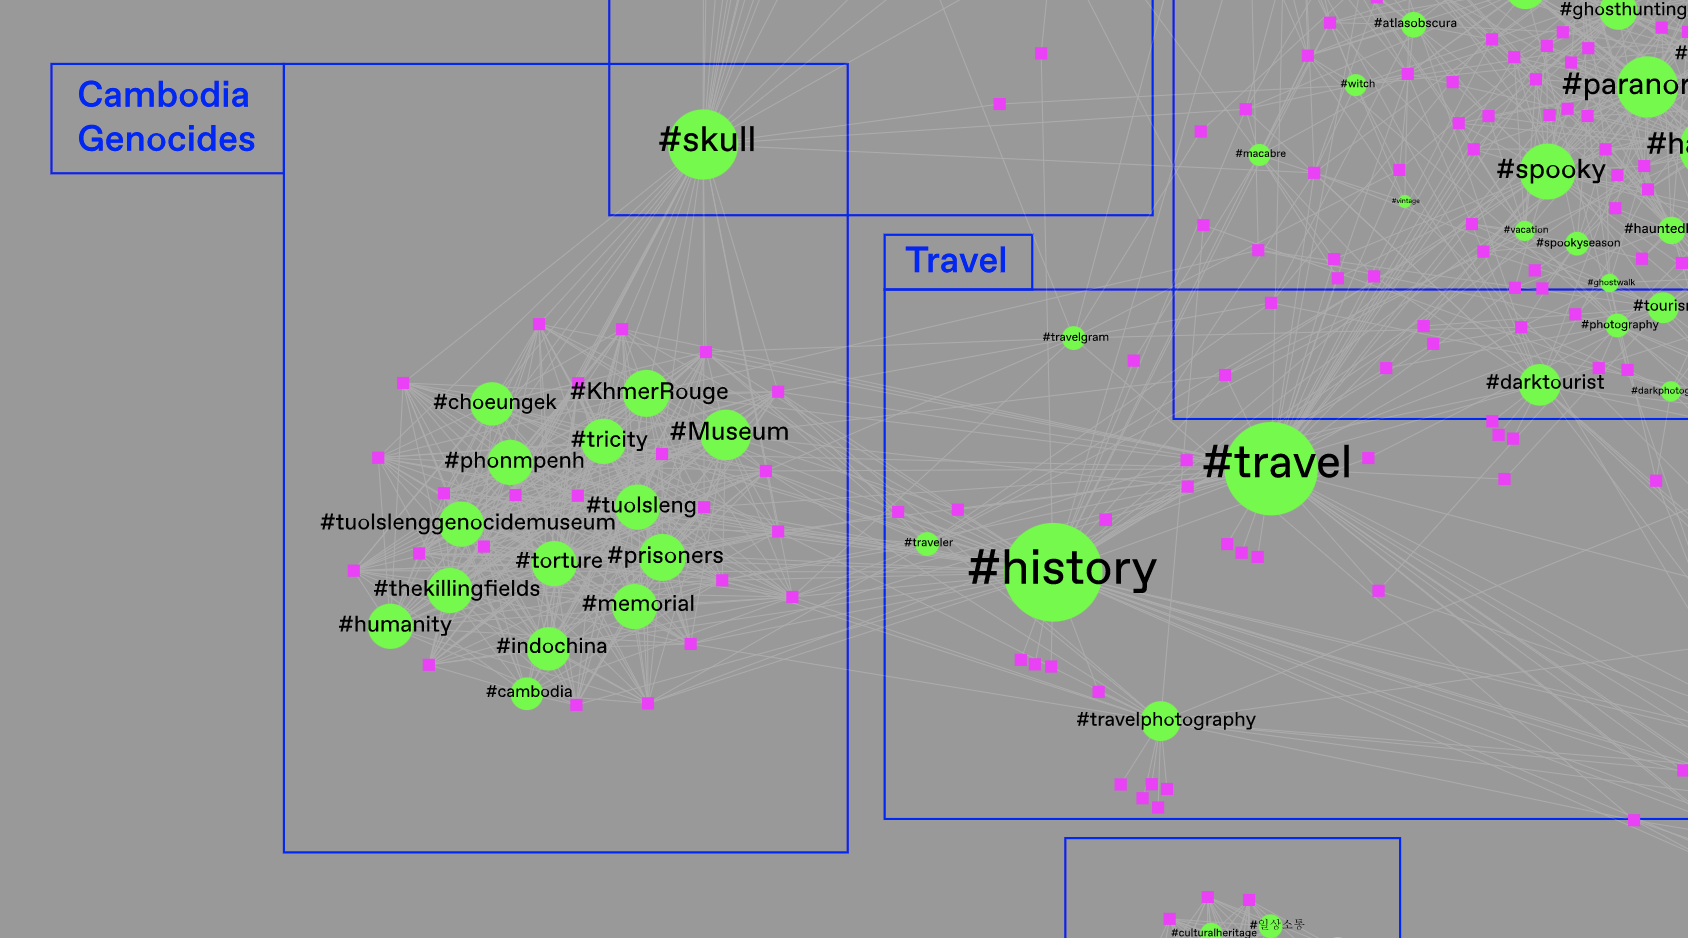 Cambodia
Genocides
#skull
#choeungek
#KhmerRouge
#tricity
#Museum
#phonmpenh
#tuolsleng
#tuolslenggenocidemuseum
#torture
#prisoners
#thekillingfields
#memorial
#humanity
#indochina
#cambodia
Travel
#travelgram
#travel
#traveler
#history
#travelphotography
#atlasobscura
#ghosthunting
#witch
#paranor
#macabre
#ha
#spooky
#vintage
#vacation
#spookyseason
#hauntedl
#ghostwalk
#touris
#photography
#darktourist
#darkphotog
#일상소통
#culturalheritage